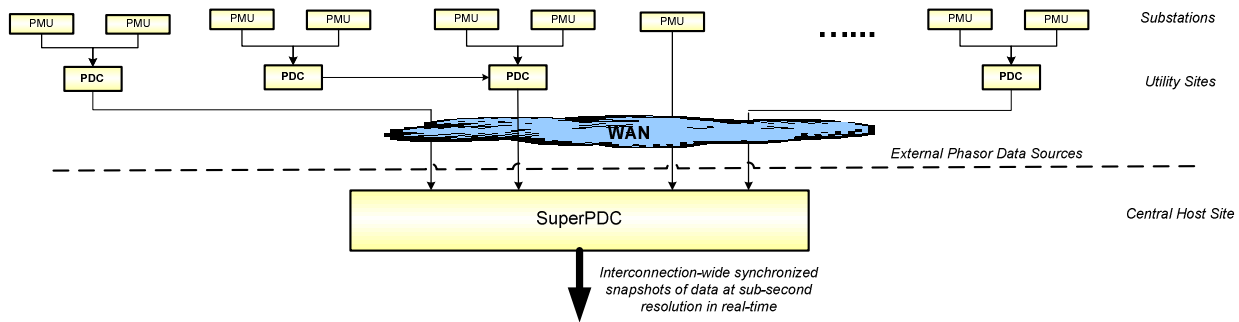 PMU PMU PMU PMU PMU PMU PMU PMU PMU Substations
PDC PDC PDC PDC Utility Sites
WAN
External Phasor Data Sources
SuperPDC Central Host Site
Interconnection-wide synchronized
snapshots of data at sub-second
resolution in real-time